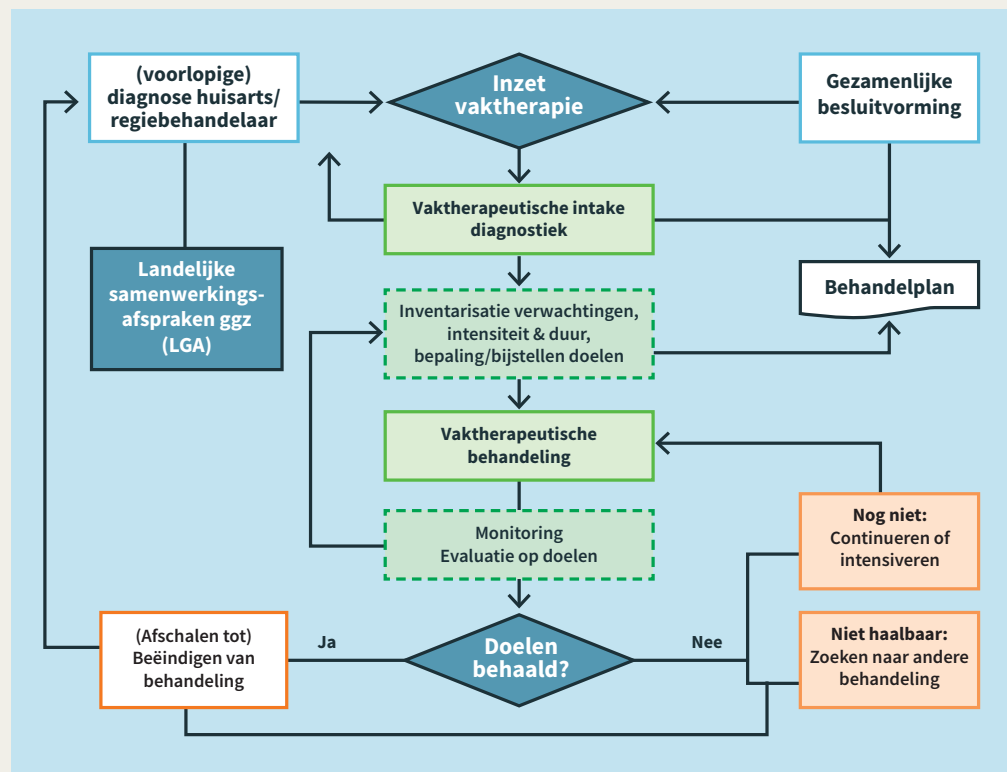 (voorlopige)
diagnose huisarts/
regiebehandelaar
Inzet
vaktherapie
Gezamenlijke
besluitvorming
Vaktherapeutische intake
diagnostiek
Landelijke
samenwerkings-
afspraken ggz
(LGA)
Behandelplan
Inventarisatie verwachtingen,
intensiteit & duur,
bepaling/bijstellen doelen
Vaktherapeutische
behandeling
Monitoring
Evaluatie op doelen
Nog niet:
Continueren of
intensiveren
(Afschalen tot)
Beëindigen van
behandeling
Ja
Doelen
behaald?
Nee
Niet haalbaar:
Zoeken naar andere
behandeling